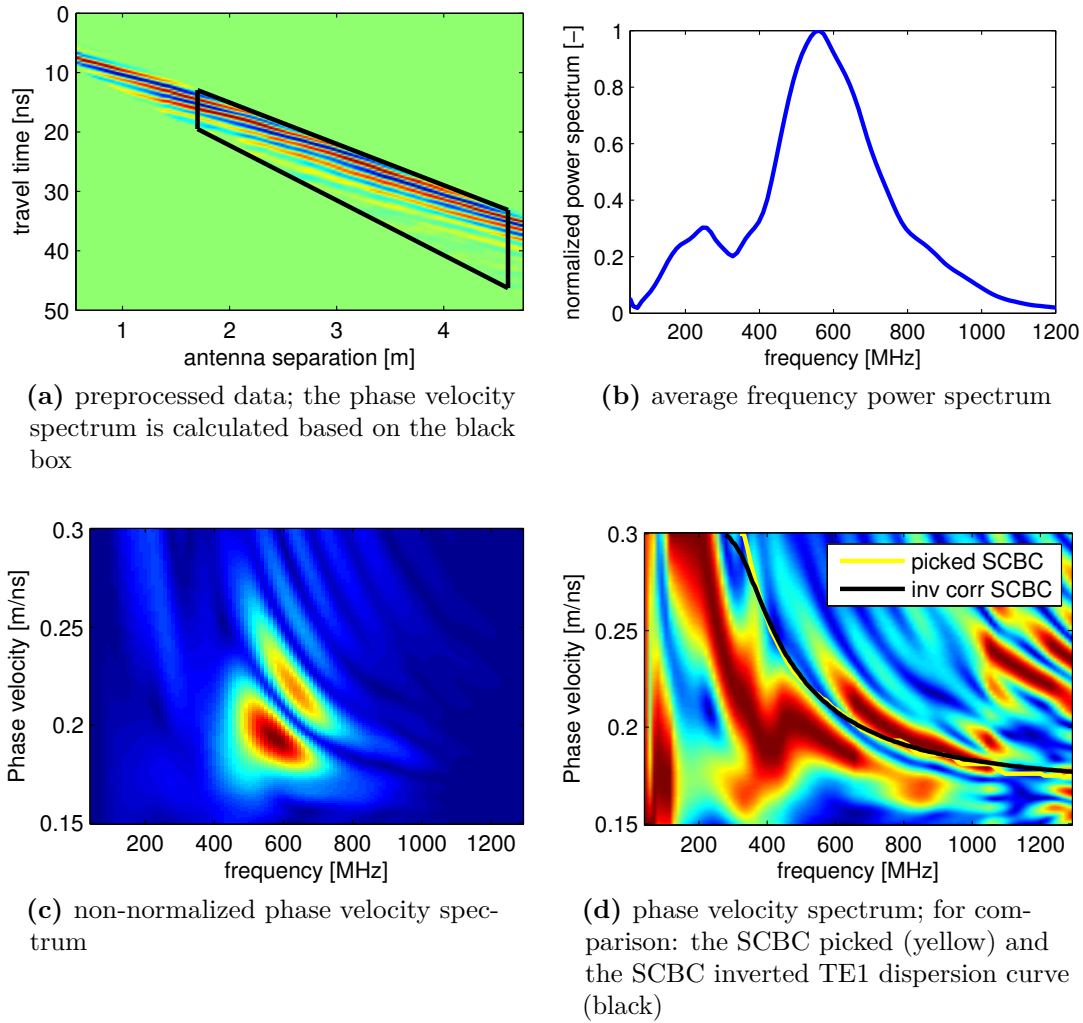 0
10
20
30
40
50
travel time [ns]
1
2
3
4
antenna separation [m]
(a) preprocessed data; the phase velocity
spectrum is calculated based on the black
box
1
0.8
0.6
0.4
0.2
0
normalized power spectrum [−]
200
400
600
800
1000
1200
frequency [MHz]
(b) average frequency power spectrum
0.3
0.25
0.2
0.15
Phase velocity [m/ns]
200
400
600
800
1000
1200
frequency [MHz]
(c) non-normalized phase velocity spec-
trum
0.3
0.25
0.2
0.15
Phase velocity [m/ns]
picked SCBC
inv corr SCBC
200
400
600
800
1000
1200
frequency [MHz]
(d) phase velocity spectrum; for com-
parison: the SCBC picked (yellow) and
the SCBC inverted TE1 dispersion curve
(black)